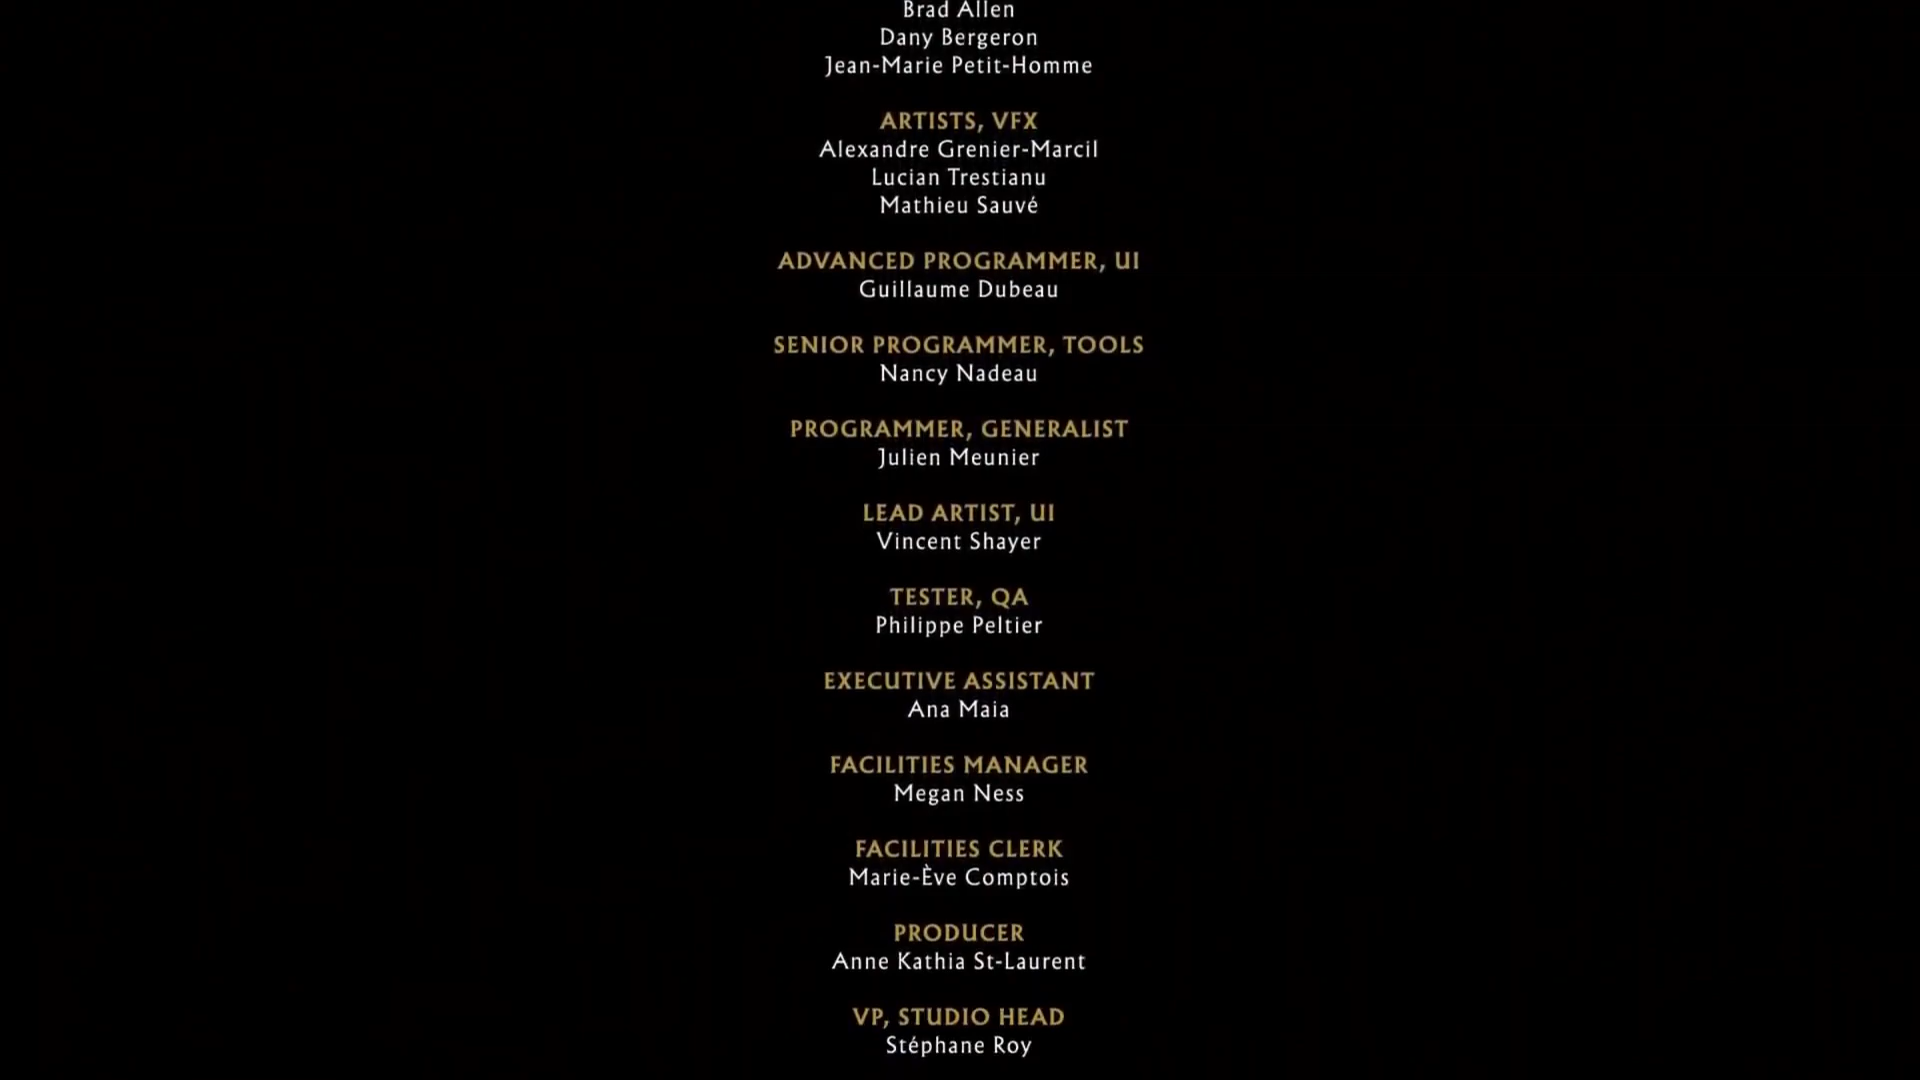 Brad Allen
Dany Bergeron
Jean-Marie Petit-Homme
ARTISTS, VFX
Alexandre Grenier-Marcil
Lucian Trestianu
Mathieu Sauvé
ADVANCED PROGRAMMER, UI
Guillaume Dubeau
SENIOR PROGRAMMER, TOOLS
Nancy Nadeau
PROGRAMMER, GENERALIST
Julien Meunier
LEAD ARTIST, UI
Vincent Shayer
TESTER, QA
Philippe Peltier
EXECUTIVE ASSISTANT
Ana Maia
FACILITIES MANAGER
Megan Ness
FACILITIES CLERK
Marie-Ève Comptois
PRODUCER
Anne Kathia St-Laurent
VP, STUDIO HEAD
Stéphane Roy